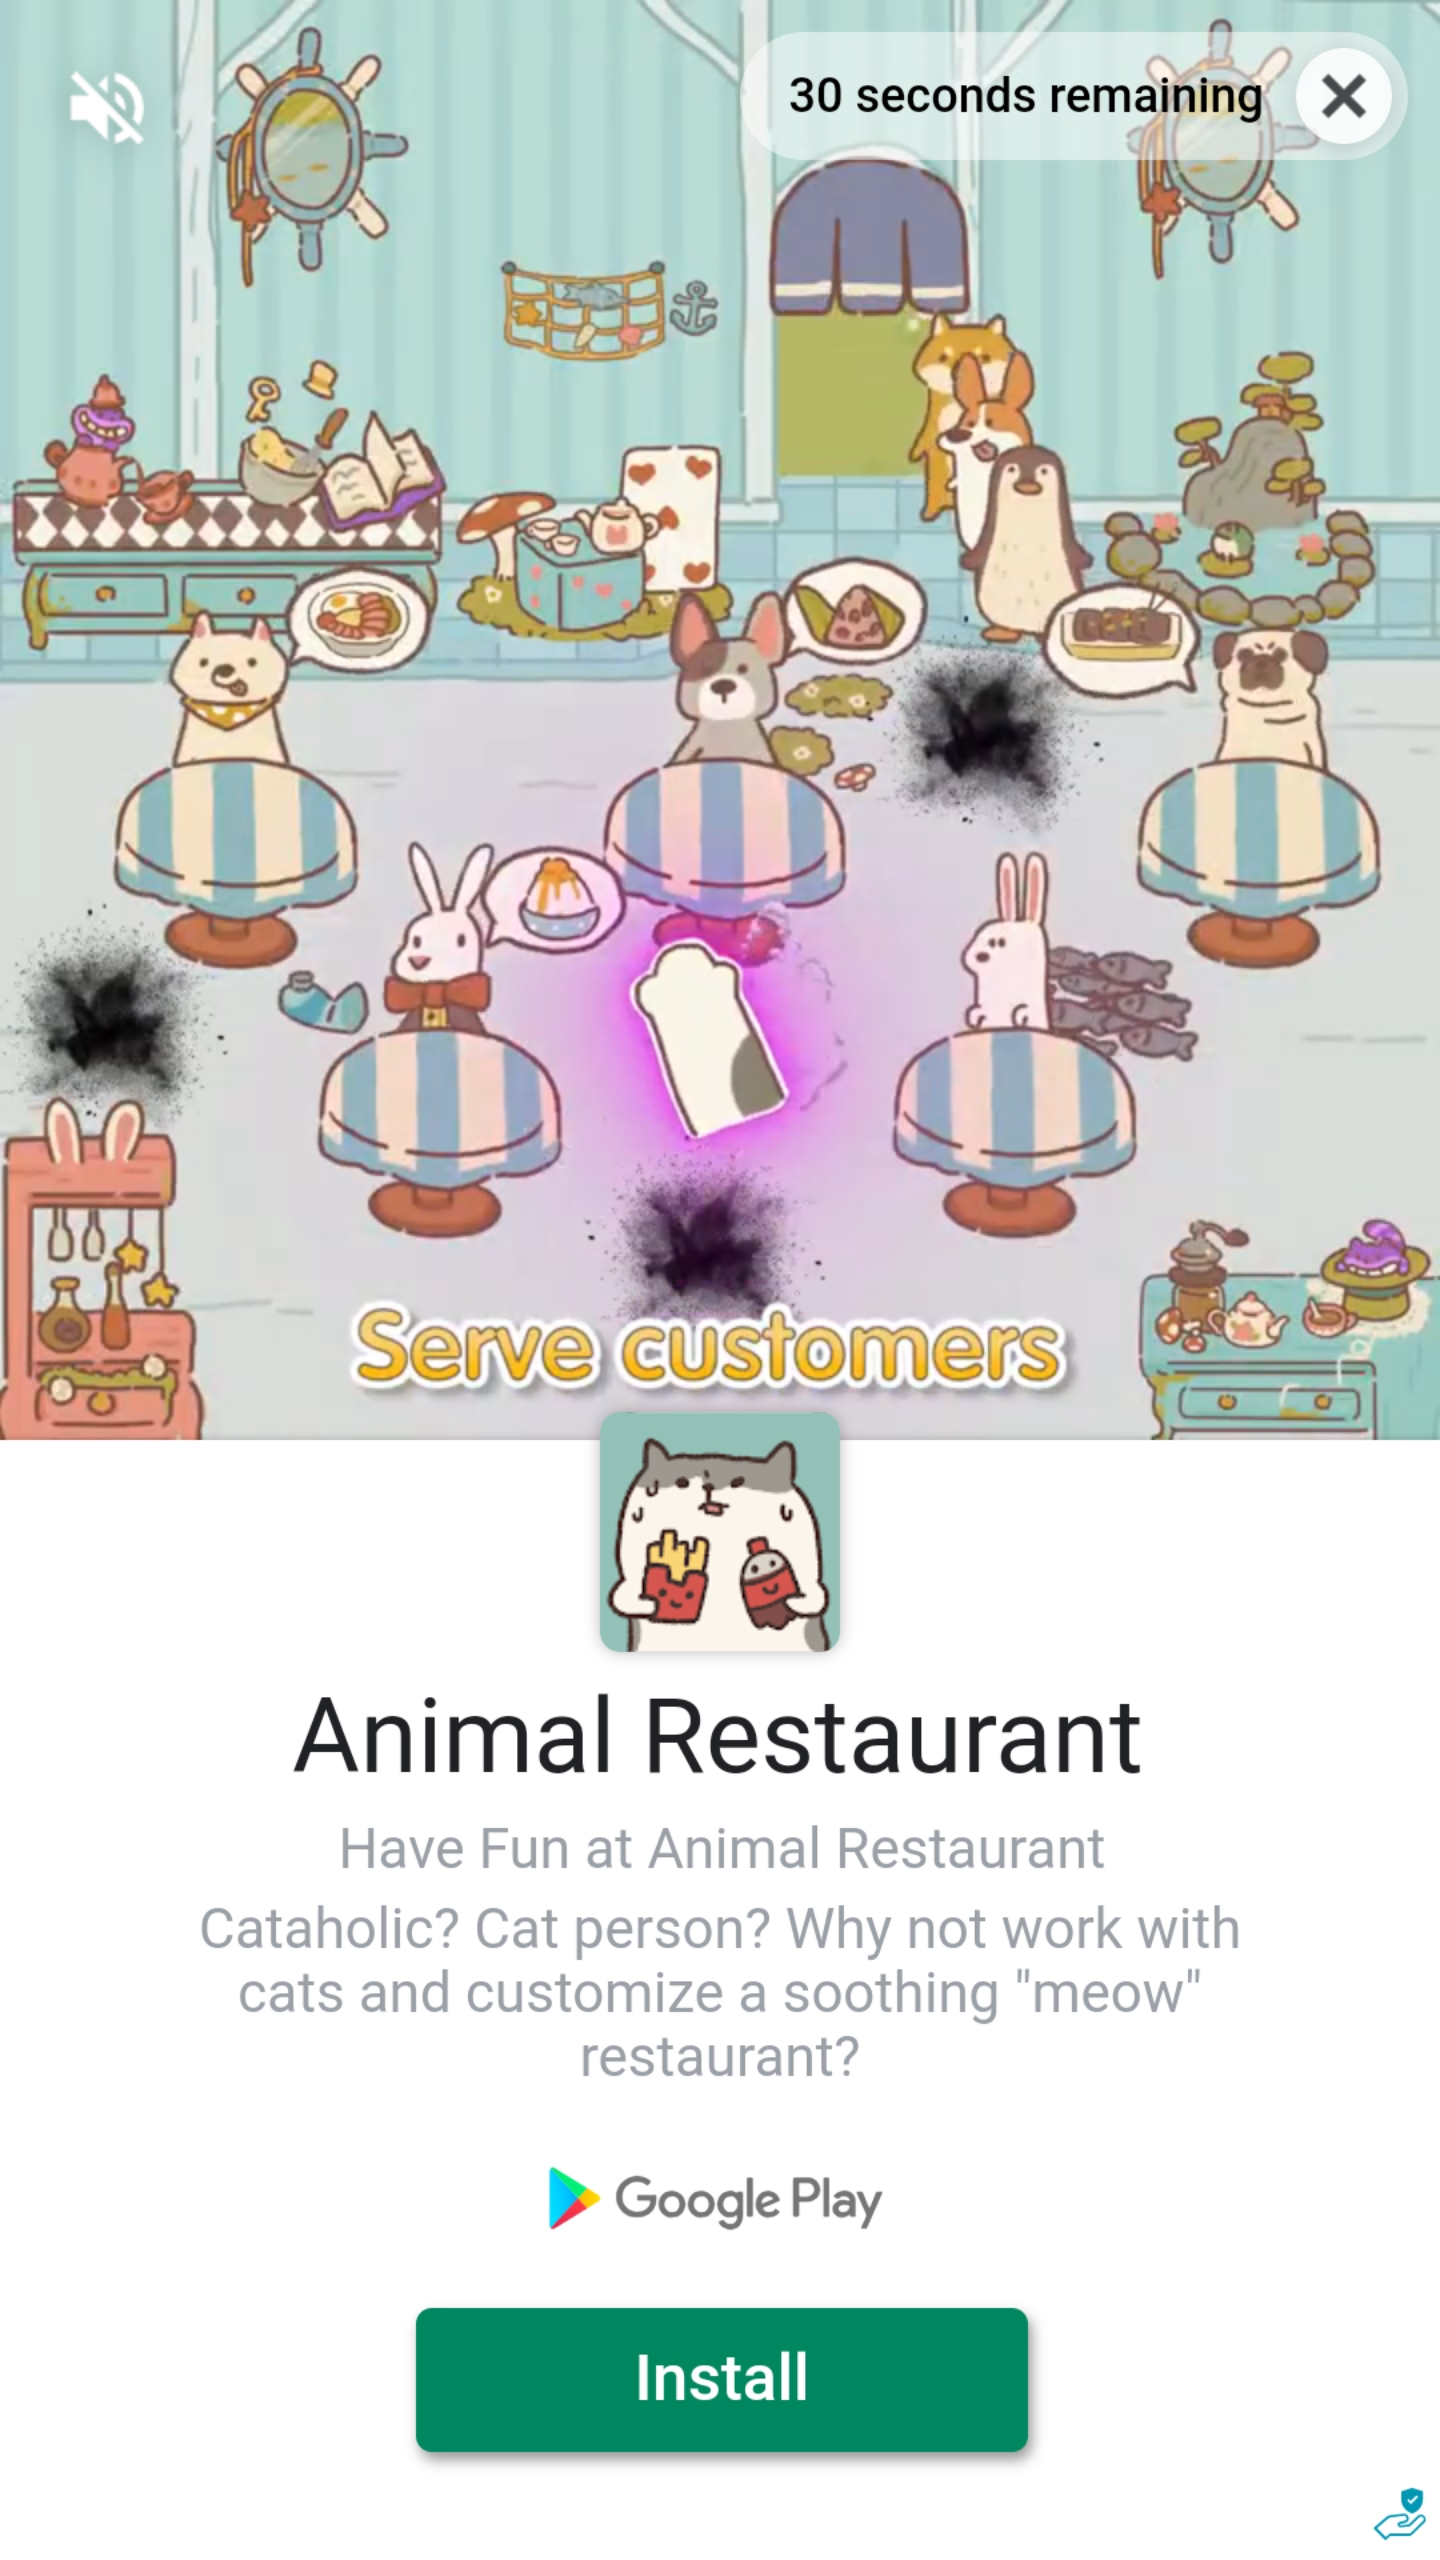 30 seconds remaining
Serve customers
Animal Restaurant
Have Fun at Animal Restaurant
Cataholic? Cat person? Why not work with
cats and customize a soothing "meow"
restaurant?
Google Play
Install